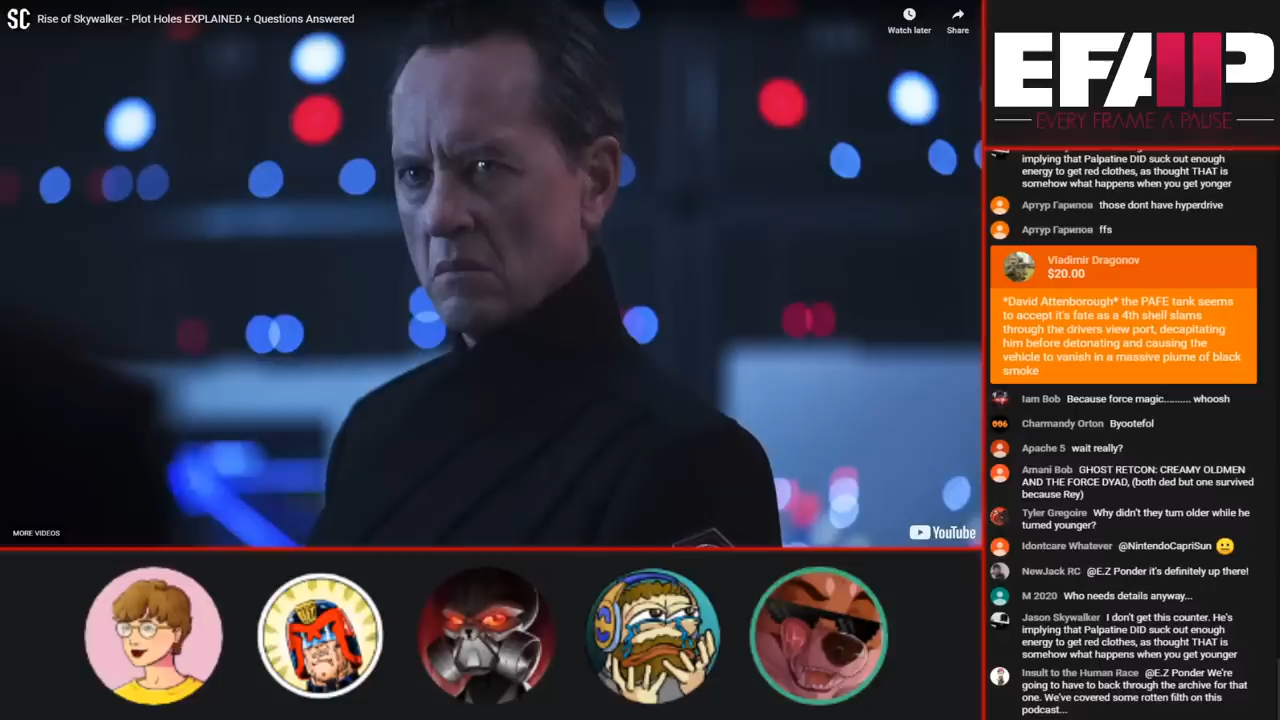 SC Rise of Skywalker - Plot Holes EXPLAINED + Questions Answered
Watch later
Share
MORE VIDEOS
YouTube
EFAP
EVERY FRAME A PAUSE
implying that Palpatine DID suck out enough
energy to get red clothes, as thought THAT is
somehow what happens when you get yonger
Артур Гарипов those dont have hyperdrive
Артур Гарипов ffs
Vladimir Dragonov
$20.00
*David Attenborough* the PAFE tank seems
to accept it's fate as a 4th shell slams
through the drivers view port, decapitating
him before detonating and causing the
vehicle to vanish in a massive plume of black
smoke
Iam Bob Because force magic.......... whoosh
Charmandy Orton Byootefol
Apache 5 wait really?
Amani Bob GHOST RETCON: CREAMY OLDMEN
AND THE FORCE DYAD, (both ded but one survived
because Rey)
Tyler Gregoire Why didn't they turn older while he
turned younger?
Idontcare Whatever @NintendoCapriSun 😐
NewJack RC @E.Z Ponder it's definitely up there!
M 2020 Who needs details anyway...
Jason Skywalker I don't get this counter. He's
implying that Palpatine DID suck out enough
energy to get red clothes, as thought THAT is
somehow what happens when you get yonger
Insult to the Human Race @E.Z Ponder We're
going to have to back through the archive for that
one. We've covered some rotten filth on this
podcast...